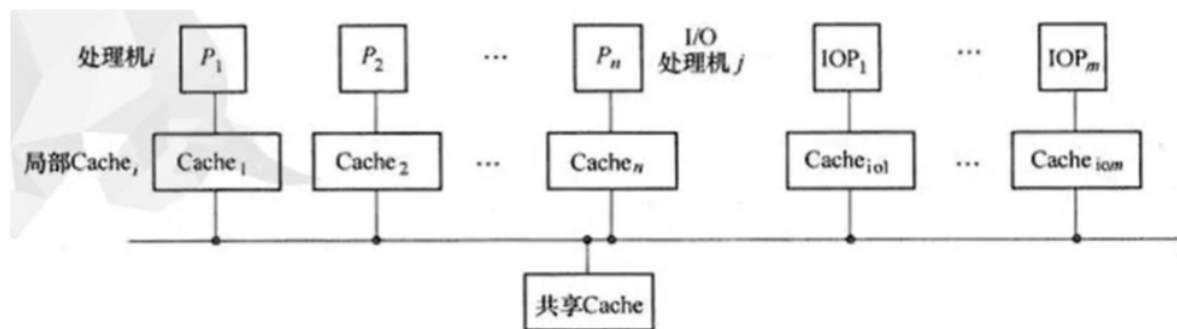 处理机i P1 P2 … Pn I/O 处理机j IOP1 … IOPm
局部Cachei Cache1 Cache2 … Cachen Cacheio1 … Cacheiom
共享Cache